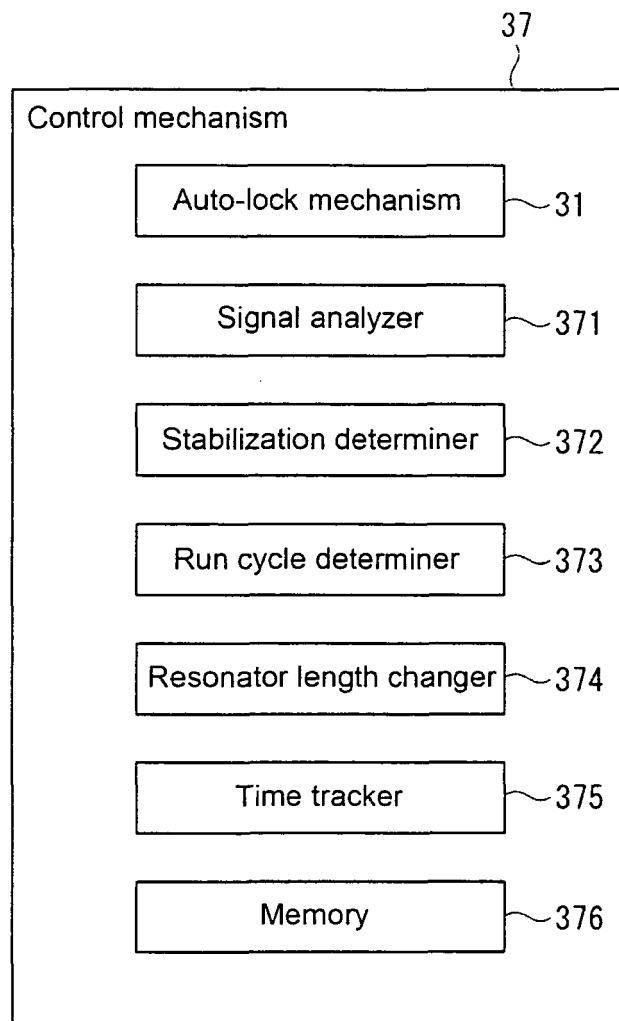 37
Control mechanism
Auto-lock mechanism 31
Signal analyzer 371
Stabilization determiner 372
Run cycle determiner 373
Resonator length changer 374
Time tracker 375
Memory 376